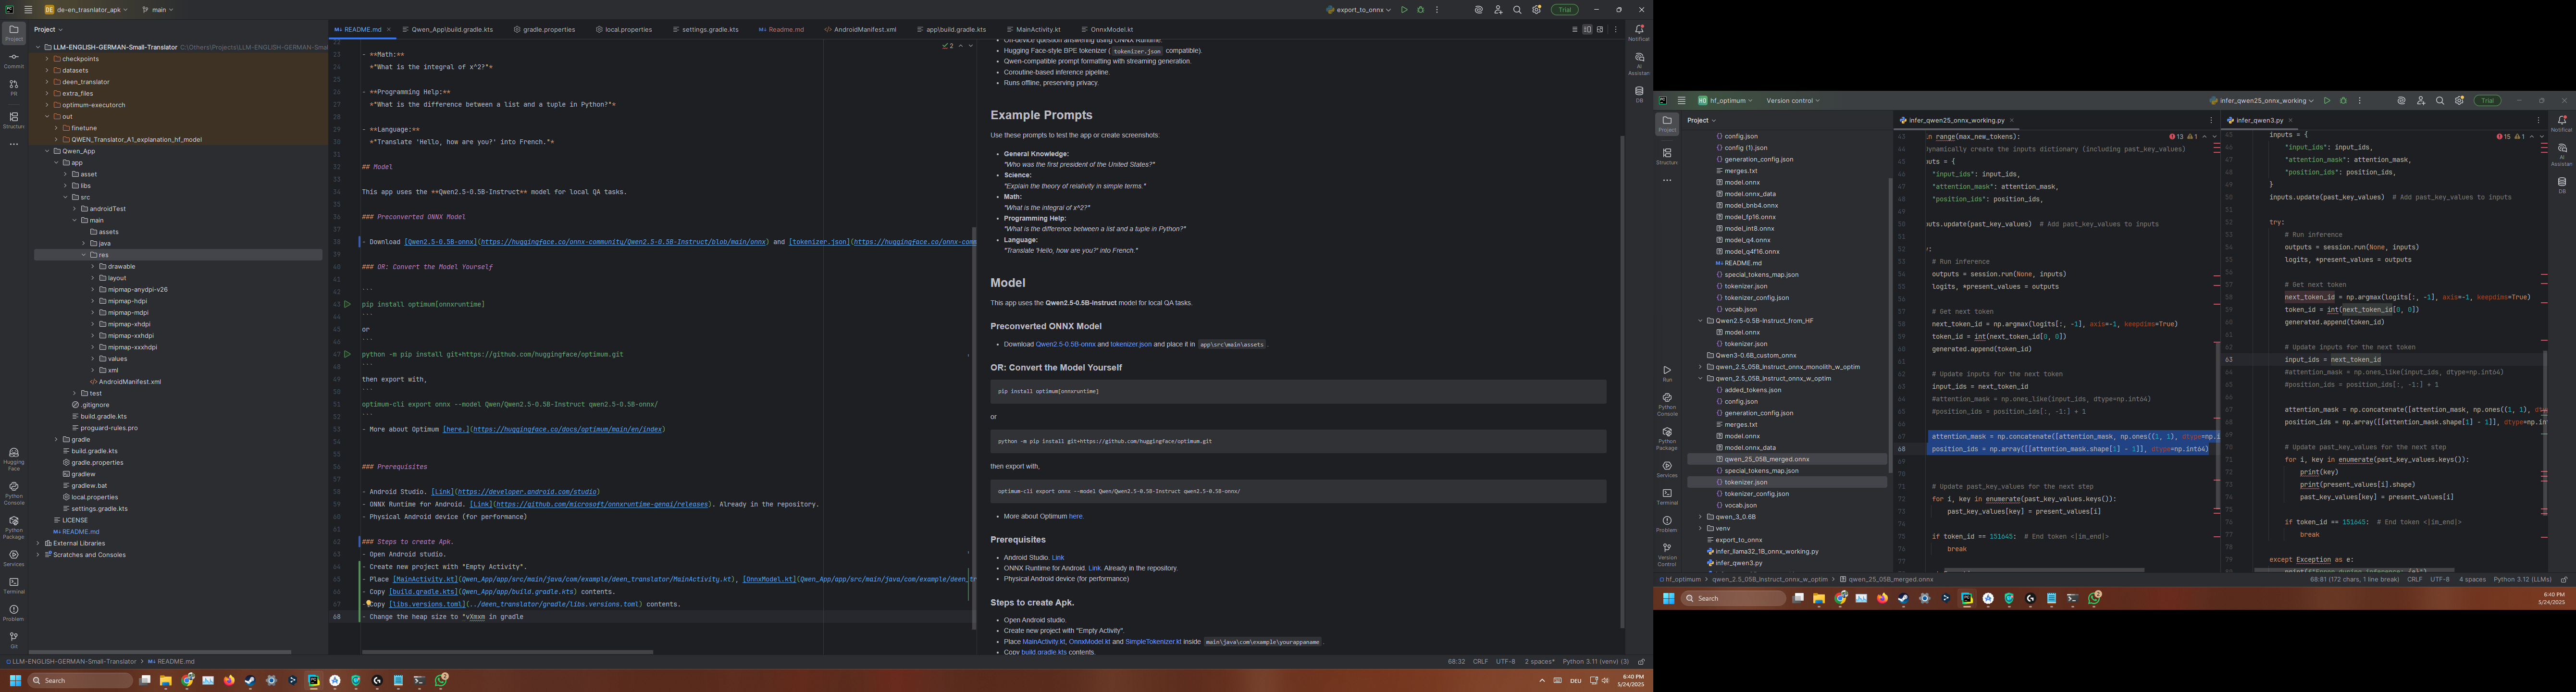 de-en_trasnlator_apk
main
export_to_onnx
Trial
Project
README.md
Qwen_App\build.gradle.kts
gradle.properties
local.properties
settings.gradle.kts
Readme.md
AndroidManifest.xml
app\build.gradle.kts
MainActivity.kt
OnnxModel.kt
Project
Commit
PR
Structure
Hugging Face
Python Console
Python Package
Services
Terminal
Problem
Git
LLM-ENGLISH-GERMAN-Small-Translator
checkpoints
datasets
deen_translator
extra_files
optimum-executorch
out
finetune
QWEN_Translator_A1_explanation_hf_model
Qwen_App
app
asset
libs
src
androidTest
main
assets
java
res
drawable
layout
mipmap-anydpi-v26
mipmap-hdpi
mipmap-mdpi
mipmap-xhdpi
mipmap-xxhdpi
mipmap-xxxhdpi
values
xml
AndroidManifest.xml
test
.gitignore
build.gradle.kts
proguard-rules.pro
gradle
build.gradle.kts
gradle.properties
gradlew
gradlew.bat
local.properties
settings.gradle.kts
LICENSE
README.md
External Libraries
Scratches and Consoles
- **Math:**
*"What is the integral of x^2?"*
- **Programming Help:**
*"What is the difference between a list and a tuple in Python?"*
- **Language:**
*"Translate 'Hello, how are you?' into French."*
## Model
This app uses the **Qwen2.5-0.5B-Instruct** model for local QA tasks.
### Preconverted ONNX Model
- Download [Qwen2.5-0.5B-onnx](https://huggingface.co/onnx-community/Qwen2.5-0.5B-Instruct/blob/main/onnx) and [tokenizer.json](https://huggingface.co/onnx-com
### OR: Convert the Model Yourself
```
pip install optimum[onnxruntime]
```
or
```
python -m pip install git+https://github.com/huggingface/optimum.git
```
then export with,
```
optimum-cli export onnx --model Qwen/Qwen2.5-0.5B-Instruct qwen2.5-0.5B-onnx/
```
- More about Optimum [here.](https://huggingface.co/docs/optimum/main/en/index)
### Prerequisites
- Android Studio. [Link](https://developer.android.com/studio)
- ONNX Runtime for Android. [Link](https://github.com/microsoft/onnxruntime-genai/releases). Already in the repository.
- Physical Android device (for performance)
### Steps to create Apk.
- Open Android studio.
- Create new project with "Empty Activity".
- Place [MainActivity.kt](Qwen_App/app/src/main/java/com/example/deen_translator/MainActivity.kt), [OnnxModel.kt](Qwen_App/app/src/main/java/com/example/deen_tr
- Copy [build.gradle.kts](Qwen_App/app/build.gradle.kts) contents.
- Copy [libs.versions.toml](../deen_translator/gradle/libs.versions.toml) contents.
- Change the heap size to "vXmxm in gradle
On-device question answering using ONNX Runtime.
Hugging Face-style BPE tokenizer ( tokenizer.json compatible).
Qwen-compatible prompt formatting with streaming generation.
Coroutine-based inference pipeline.
Runs offline, preserving privacy.
Example Prompts
Use these prompts to test the app or create screenshots:
General Knowledge:
"Who was the first president of the United States?"
Science:
"Explain the theory of relativity in simple terms."
Math:
"What is the integral of x^2?"
Programming Help:
"What is the difference between a list and a tuple in Python?"
Language:
"Translate 'Hello, how are you?' into French."
Model
This app uses the Qwen2.5-0.5B-Instruct model for local QA tasks.
Preconverted ONNX Model
Download Qwen2.5-0.5B-onnx and tokenizer.json and place it in app\src\main\assets .
OR: Convert the Model Yourself
pip install optimum[onnxruntime]
or
python -m pip install git+https://github.com/huggingface/optimum.git
then export with,
optimum-cli export onnx --model Qwen/Qwen2.5-0.5B-Instruct qwen2.5-0.5B-onnx/
More about Optimum here.
Prerequisites
Android Studio. Link
ONNX Runtime for Android. Link. Already in the repository.
Physical Android device (for performance)
Steps to create Apk.
Open Android studio.
Create new project with "Empty Activity".
Place MainActivity.kt, OnnxModel.kt and SimpleTokenizer.kt inside main\java\com\example\yourappaname .
Copy build.gradle.kts contents.
Notificat
AI Assistan
DB
LLM-ENGLISH-GERMAN-Small-Translator > README.md
68:32 CRLF UTF-8 2 spaces* Python 3.11 (venv) (3)
Search
DEU
6:40 PM
5/24/2025
hf_optimum
Version control
infer_qwen25_onnx_working
Trial
Project
infer_qwen25_onnx_working.py
infer_qwen3.py
config.json
config (1).json
generation_config.json
merges.txt
model.onnx
model.onnx_data
model_bnb4.onnx
model_fp16.onnx
model_int8.onnx
model_q4.onnx
model_q4f16.onnx
README.md
special_tokens_map.json
tokenizer.json
tokenizer_config.json
vocab.json
Qwen2.5-0.5B-Instruct_from_HF
model.onnx
tokenizer.json
Qwen3-0.6B_custom_onnx
qwen_2.5_05B_Instruct_onnx_monolith_w_optim
qwen_2.5_05B_Instruct_onnx_w_optim
added_tokens.json
config.json
generation_config.json
merges.txt
model.onnx
model.onnx_data
qwen_25_05B_merged.onnx
special_tokens_map.json
tokenizer.json
tokenizer_config.json
vocab.json
qwen_3_0.6B
venv
export_to_onnx
infer_llama32_1B_onnx_working.py
infer_qwen3.py
in range(max_new_tokens):
ynamically create the inputs dictionary (including past_key_values)
uts = {
"input_ids": input_ids,
"attention_mask": attention_mask,
"position_ids": position_ids,
uts.update(past_key_values) # Add past_key_values to inputs
# Run inference
outputs = session.run(None, inputs)
logits, *present_values = outputs
# Get next token
next_token_id = np.argmax(logits[:, -1], axis=-1, keepdims=True)
token_id = int(next_token_id[0, 0])
generated.append(token_id)
# Update inputs for the next token
input_ids = next_token_id
#attention_mask = np.ones_like(input_ids, dtype=np.int64)
#position_ids = position_ids[:, -1:] + 1
attention_mask = np.concatenate([attention_mask, np.ones((1, 1), dtype=np.i
position_ids = np.array([[attention_mask.shape[1] - 1]], dtype=np.int64)
# Update past_key_values for the next step
for i, key in enumerate(past_key_values.keys()):
past_key_values[key] = present_values[i]
if token_id == 151645: # End token <|im_end|>
break
inputs = {
"input_ids": input_ids,
"attention_mask": attention_mask,
"position_ids": position_ids,
}
inputs.update(past_key_values) # Add past_key_values to inputs
try:
# Run inference
outputs = session.run(None, inputs)
logits, *present_values = outputs
# Get next token
next_token_id = np.argmax(logits[:, -1], axis=-1, keepdims=True)
token_id = int(next_token_id[0, 0])
generated.append(token_id)
# Update inputs for the next token
input_ids = next_token_id
#attention_mask = np.ones_like(input_ids, dtype=np.int64)
#position_ids = position_ids[:, -1:] + 1
attention_mask = np.concatenate([attention_mask, np.ones((1, 1), dty
position_ids = np.array([[attention_mask.shape[1] - 1]], dtype=np.in
# Update past_key_values for the next step
for i, key in enumerate(past_key_values.keys()):
print(key)
print(present_values[i].shape)
past_key_values[key] = present_values[i]
if token_id == 151645: # End token <|im_end|>
break
except Exception as e:
hf_optimum > qwen_2.5_05B_Instruct_onnx_w_optim > qwen_25_05B_merged.onnx
68:81 (172 chars, 1 line break) CRLF UTF-8 4 spaces Python 3.12 (LLMs)
Search
6:40 PM
5/24/2025